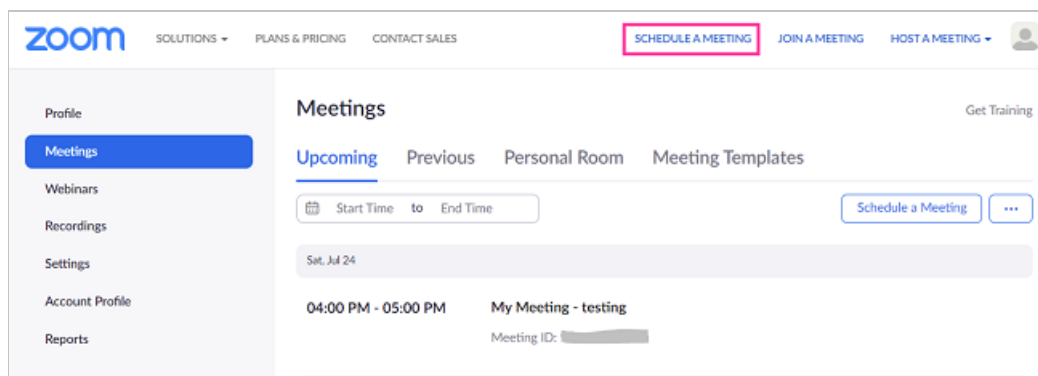 zoom SOLUTIONS PLANS & PRICING CONTACT SALES SCHEDULE A MEETING JOIN A MEETING HOST A MEETING
Profile
Meetings
Webinars
Recordings
Settings
Account Profile
Reports
Meetings
Get Training
Upcoming Previous Personal Room Meeting Templates
Start Time to End Time
Schedule a Meeting ...
Sat, Jul 24
04:00 PM - 05:00 PM My Meeting - testing
Meeting ID: